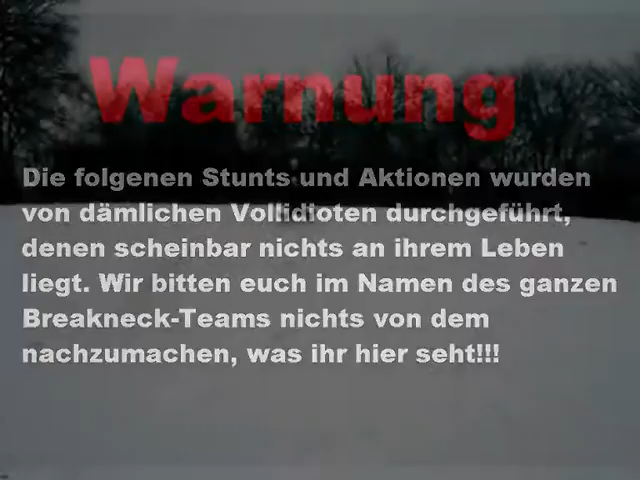 Warnung
Die folgenen Stunts und Aktionen wurden
von dämlichen Vollidioten durchgeführt,
denen scheinbar nichts an ihrem Leben
liegt. Wir bitten euch im Namen des ganzen
Breakneck-Teams nichts von dem
nachzumachen, was ihr hier seht!!!